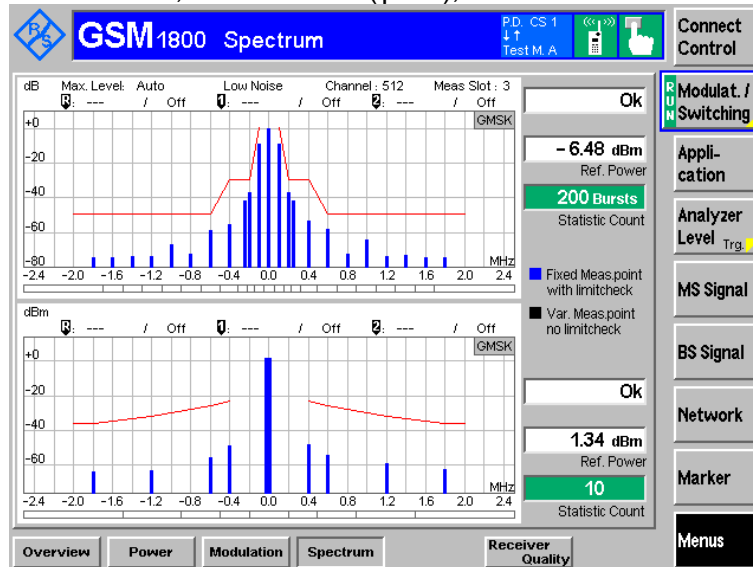 R/S
GSM1800 Spectrum
P.D. CS 1
Test M. A
Connect
Control
dB Max. Level: Auto Low Noise Channel : 512 Meas Slot : 3
R: --- / Off 1: --- / Off 2: --- / Off
GMSK
+0
-20
-40
-60
-80
MHz
-2.4 -2.0 -1.6 -1.2 -0.8 -0.4 0.0 0.4 0.8 1.2 1.6 2.0 2.4
Ok
- 6.48 dBm
Ref. Power
200 Bursts
Statistic Count
Fixed Meas.point
with limitcheck
Var. Meas.point
no limitcheck
dBm
R: --- / Off 1: --- / Off 2: --- / Off
GMSK
+0
-20
-40
-60
MHz
-2.4 -2.0 -1.6 -1.2 -0.8 -0.4 0.0 0.4 0.8 1.2 1.6 2.0 2.4
Ok
1.34 dBm
Ref. Power
10
Statistic Count
RUN
Modulat. /
Switching
Appli-
cation
Analyzer
Level Trg.
MS Signal
BS Signal
Network
Marker
Menus
Overview Power Modulation Spectrum Receiver
Quality